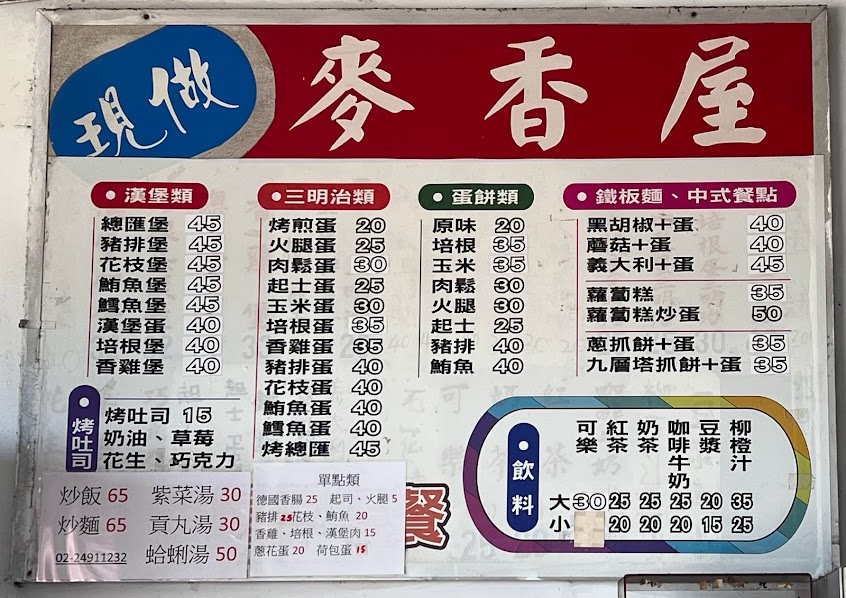 現做 麥香屋
漢堡類
總匯堡 45
豬排堡 45
花枝堡 45
鮪魚堡 45
鱈魚堡 45
漢堡蛋 40
培根堡 40
香雞堡 40
烤吐司
烤吐司 15
奶油、草莓
花生、巧克力
三明治類
烤煎蛋 20
火腿蛋 25
肉鬆蛋 30
起士蛋 25
玉米蛋 30
培根蛋 35
香雞蛋 35
豬排蛋 40
花枝蛋 40
鮪魚蛋 40
鱈魚蛋 40
烤總匯 45
蛋餅類
原味 20
培根 35
玉米 35
肉鬆 30
火腿 30
起士 25
豬排 40
鮪魚 40
鐵板麵、中式餐點
黑胡椒+蛋 40
蘑菇+蛋 40
義大利+蛋 45
蘿蔔糕 35
蘿蔔糕炒蛋 50
蔥抓餅+蛋 35
九層塔抓餅+蛋 35
飲料
可樂 紅茶 奶茶 咖啡牛奶 豆漿 柳橙汁
大 30 25 25 25 20 35
小 20 20 20 15 25
炒飯 65 紫菜湯 30
炒麵 65 貢丸湯 30
02-24911232 蛤蜊湯 50
單點類
德國香腸 25 起司、火腿 5
豬排 25 花枝、鮪魚 20
香雞、培根、漢堡肉 15
蔥花蛋 20 荷包蛋 15
餐